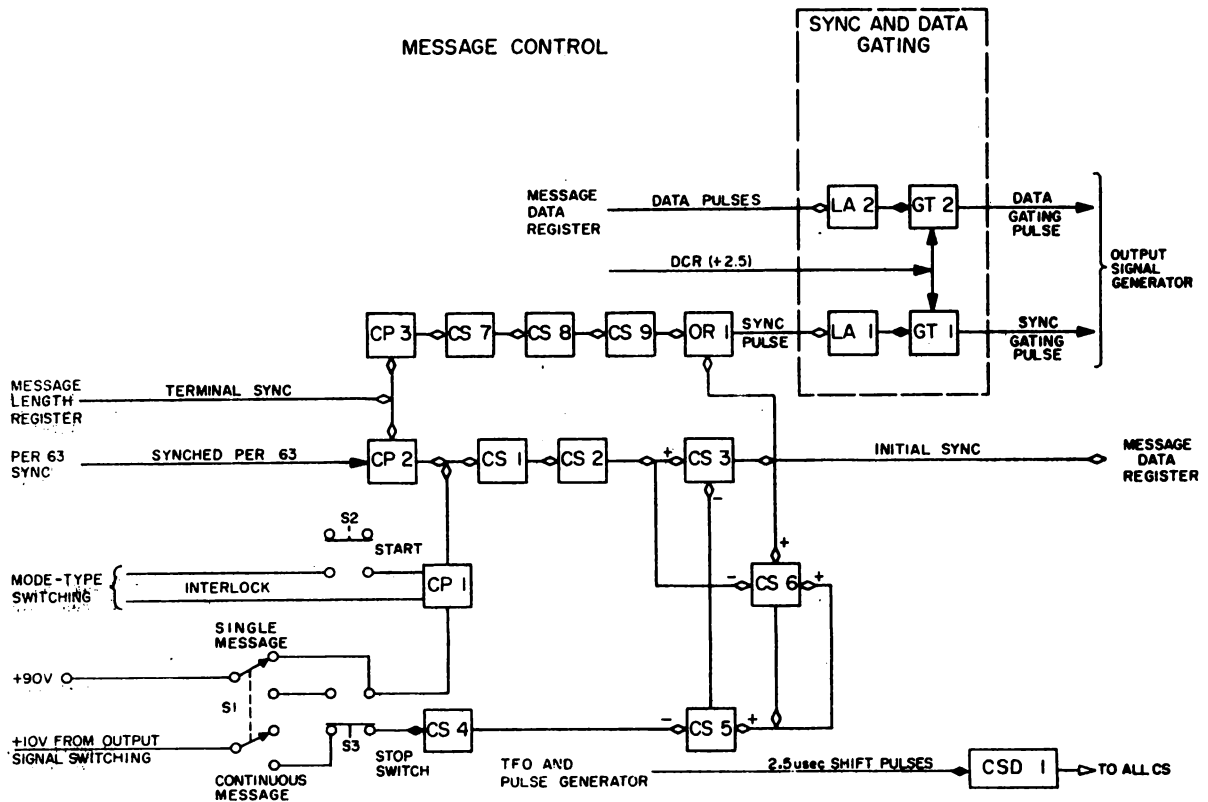 MESSAGE CONTROL
SYNC AND DATA
GATING
MESSAGE
DATA
REGISTER
DATA PULSES
LA 2
GT 2
DATA
GATING
PULSE
DCR (+2.5)
OUTPUT
SIGNAL
GENERATOR
CP 3
CS 7
CS 8
CS 9
OR 1
SYNC
PULSE
LA 1
GT 1
SYNC
GATING
PULSE
MESSAGE
LENGTH
REGISTER
TERMINAL SYNC
PER 63
SYNC
SYNCHED PER 63
CP 2
CS 1
CS 2
+
CS 3
-
INITIAL SYNC
MESSAGE
DATA
REGISTER
S2
START
MODE-TYPE
SWITCHING
INTERLOCK
CP 1
+
-
CS 6
+
SINGLE
MESSAGE
+90V
S1
+10V FROM OUTPUT
SIGNAL SWITCHING
S3
CONTINUOUS
MESSAGE
STOP
SWITCH
CS 4
-
CS 5
+
TFO AND
PULSE GENERATOR
2.5usec SHIFT PULSES
CSD 1
TO ALL CS